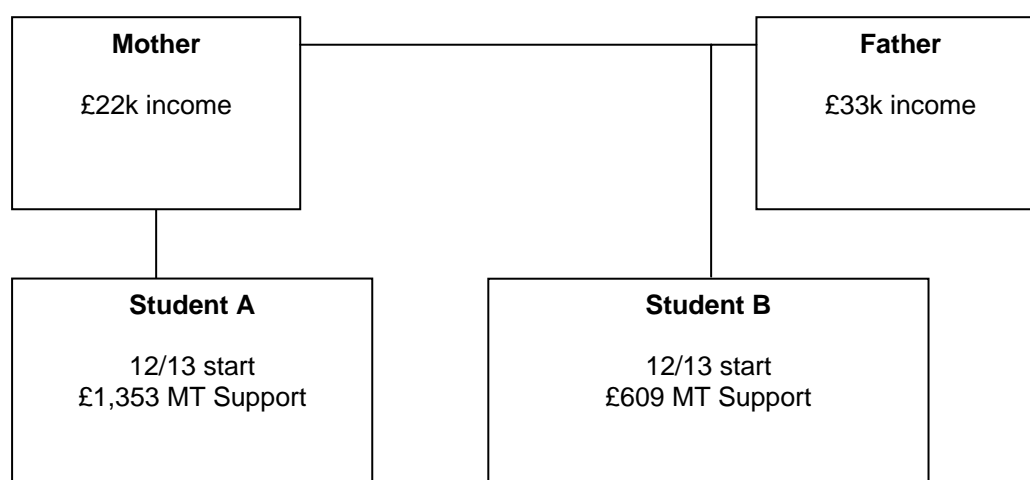 Mother
£22k income
Father
£33k income
Student A
12/13 start
£1,353 MT Support
Student B
12/13 start
£609 MT Support